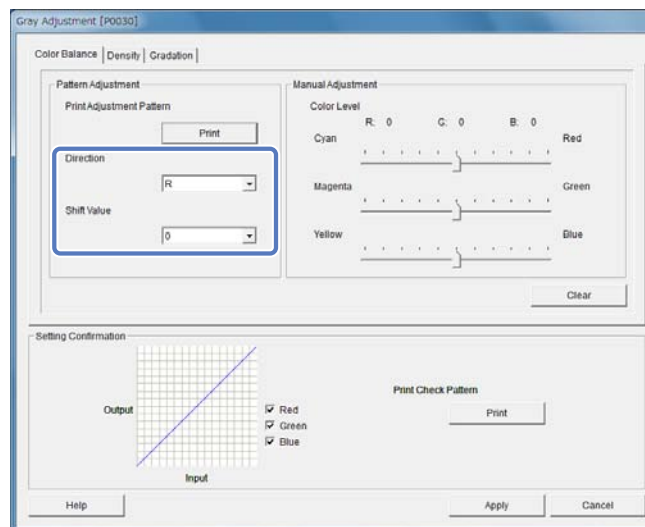 Gray Adjustment [P0030]
Color Balance Density Gradation
Pattern Adjustment
Print Adjustment Pattern
Print
Direction
R
Shift Value
0
Manual Adjustment
Color Level
R: 0 G: 0 B: 0
Cyan Red
Magenta Green
Yellow Blue
Clear
Setting Confirmation
Output
Input
Red
Green
Blue
Print Check Pattern
Print
Help Apply Cancel